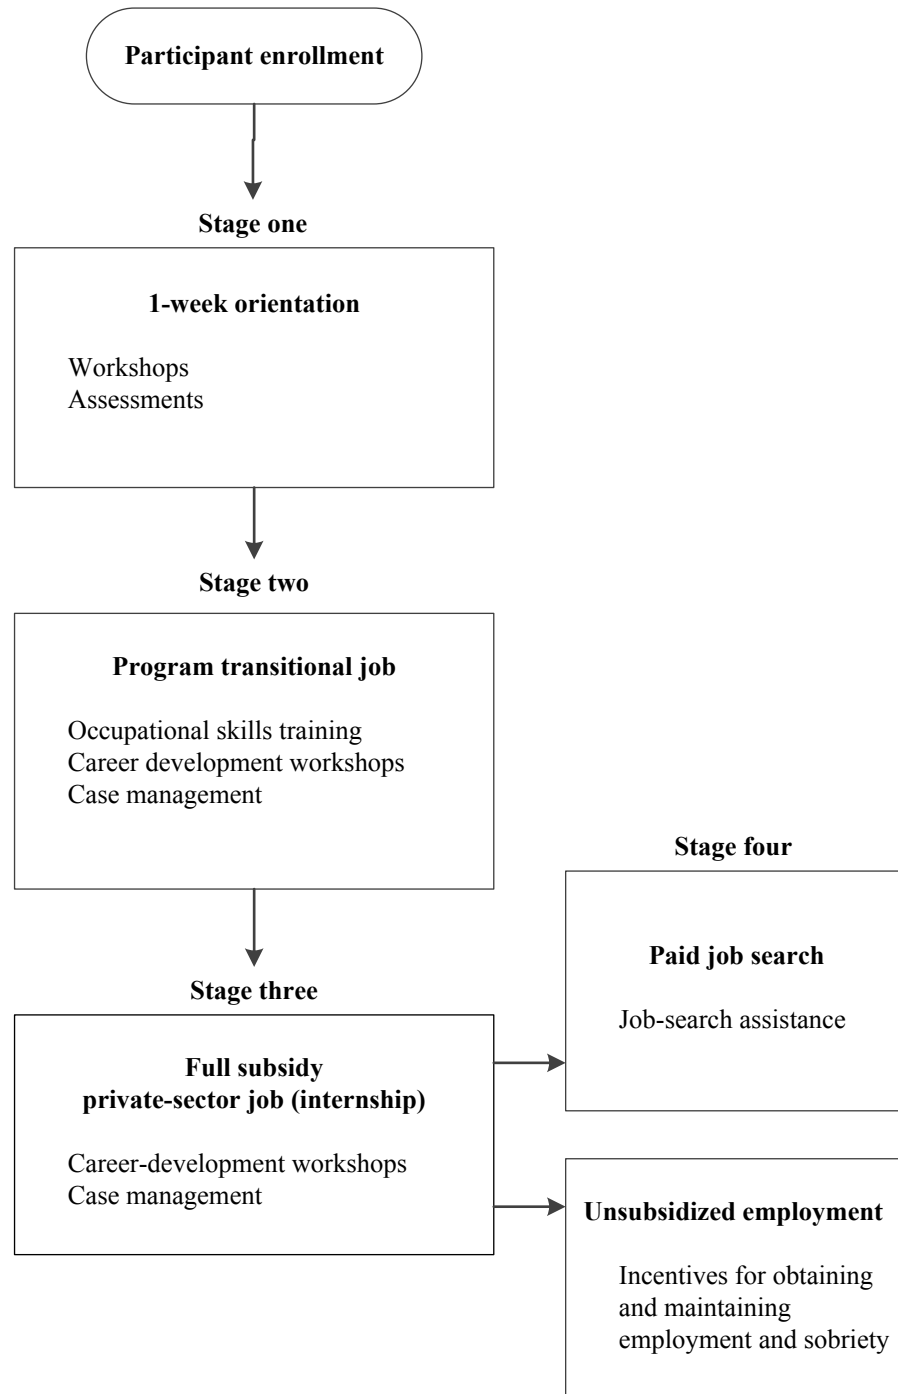 Participant enrollment
Stage one
1-week orientation
Workshops
Assessments
Stage two
Program transitional job
Occupational skills training
Career development workshops
Case management
Stage three
Full subsidy
private-sector job (internship)
Career-development workshops
Case management
Stage four
Paid job search
Job-search assistance
Unsubsidized employment
Incentives for obtaining
and maintaining
employment and sobriety